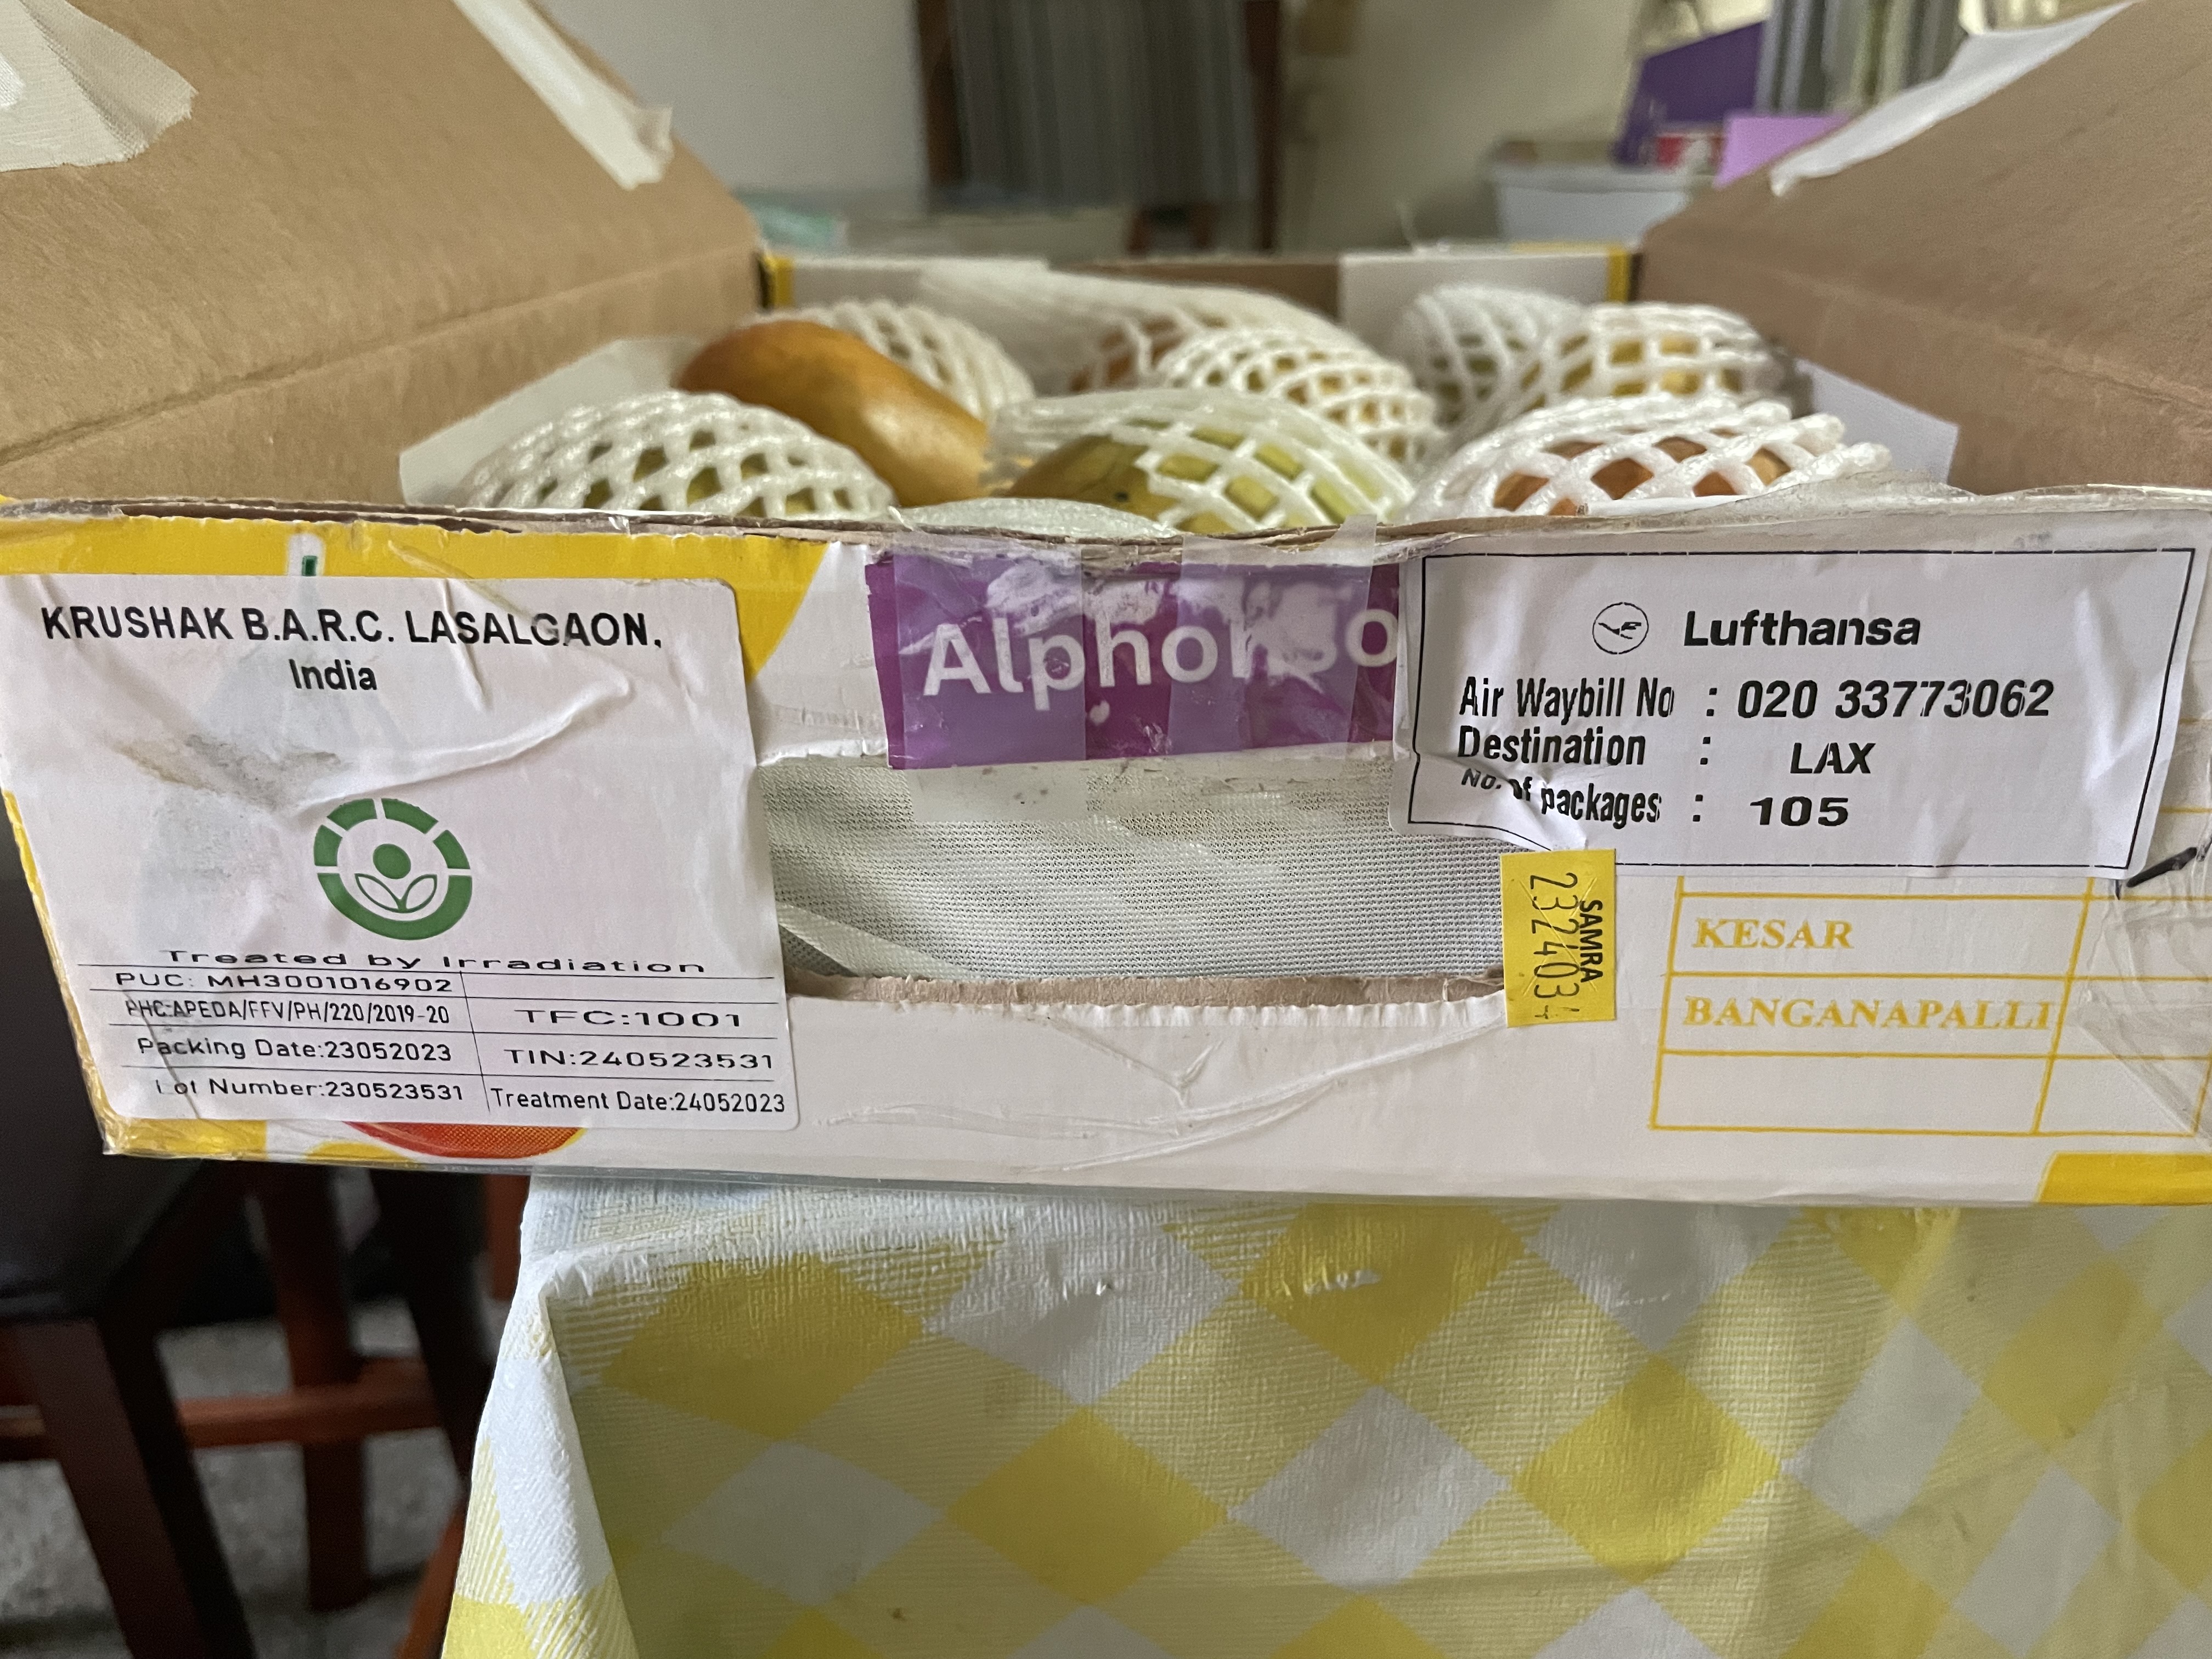 KRUSHAK B.A.R.C. LASALGAON,
India
Treated by Irradiation
PUC: MH3001016902
PHC:APEDA/FFV/PH/220/2019-20
TFC:1001
Packing Date:23052023
TIN:240523531
Lot Number:230523531
Treatment Date:24052023
Alphonso
Lufthansa
Air Waybill No : 020 33773062
Destination : LAX
No. of packages : 105
SAMRA
232403
KESAR
BANGANAPALLI